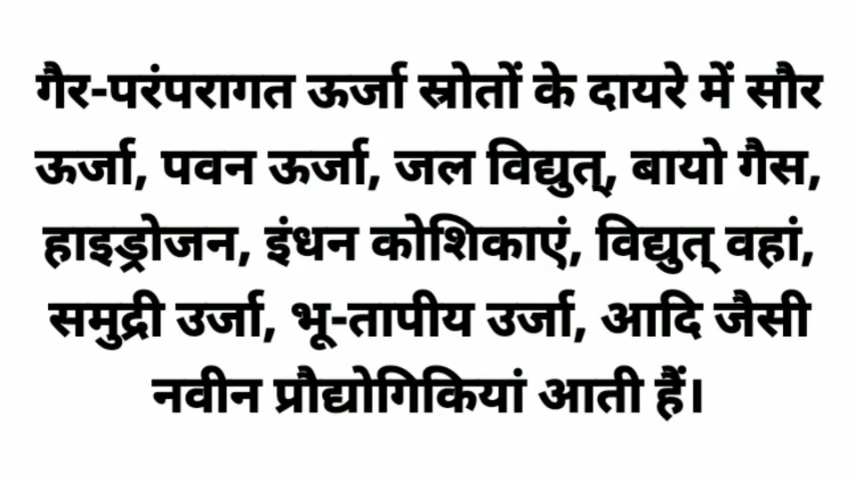 गैर-परंपरागत ऊर्जा स्रोतों के दायरे में सौर
ऊर्जा, पवन ऊर्जा, जल विद्युत्, बायो गैस,
हाइड्रोजन, इंधन कोशिकाएं, विद्युत् वहां,
समुद्री उर्जा, भू-तापीय उर्जा, आदि जैसी
नवीन प्रौद्योगिकियां आती हैं।